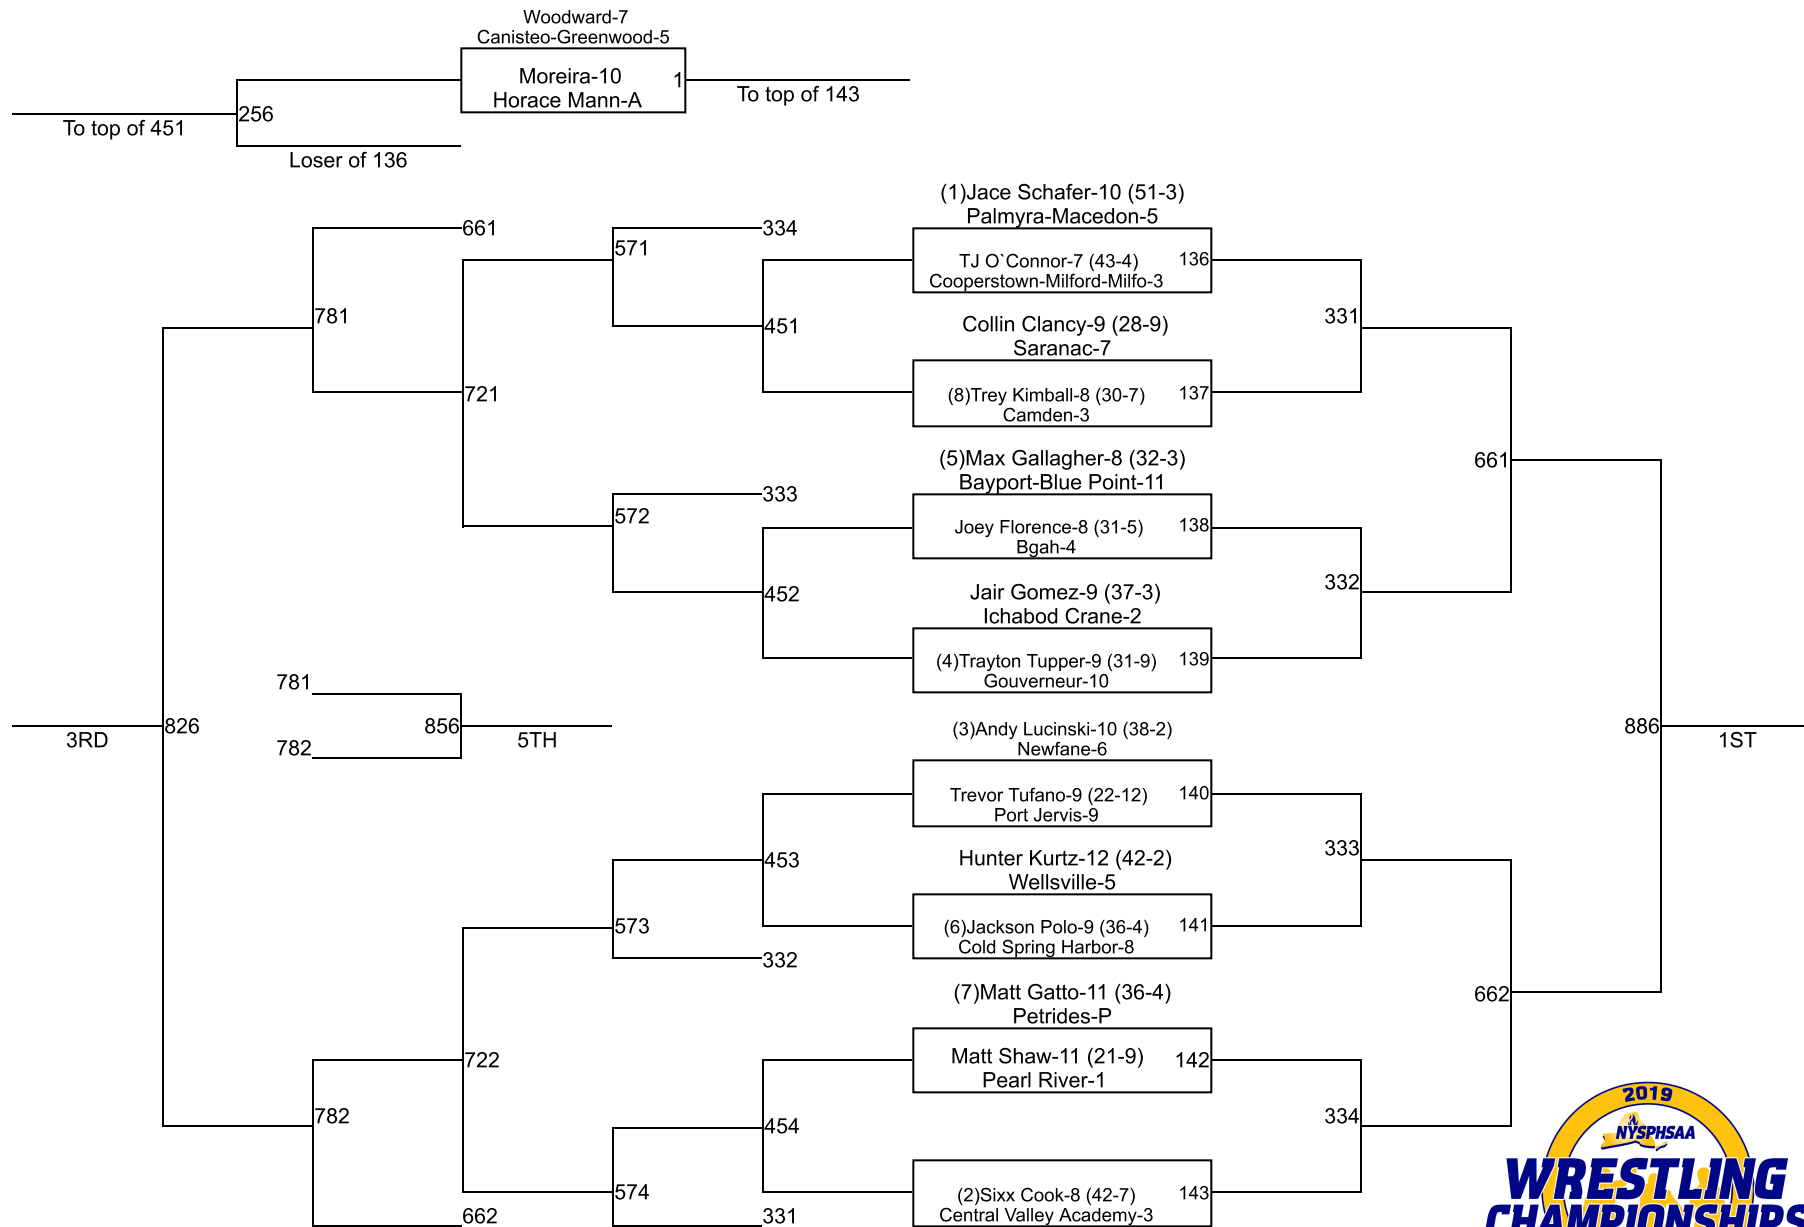 Woodward-7
Canisteo-Greenwood-5
Moreira-10
1
Horace Mann-A
To top of 143
256
To top of 451
Loser of 136
(1)Jace Schafer-10 (51-3)
Palmyra-Macedon-5
661
334
571
TJ O`Connor-7 (43-4)
136
Cooperstown-Milford-Milfo-3
781
451
Collin Clancy-9 (28-9)
331
Saranac-7
721
(8)Trey Kimball-8 (30-7)
137
Camden-3
(5)Max Gallagher-8 (32-3)
661
Bayport-Blue Point-11
333
572
Joey Florence-8 (31-5)
138
Bgah-4
452
Jair Gomez-9 (37-3)
332
Ichabod Crane-2
(4)Trayton Tupper-9 (31-9)
139
Gouverneur-10
781
826
856
886
3RD
782
5TH
1ST
(3)Andy Lucinski-10 (38-2)
Newfane-6
Trevor Tufano-9 (22-12)
140
Port Jervis-9
453
Hunter Kurtz-12 (42-2)
333
Wellsville-5
573
(6)Jackson Polo-9 (36-4)
141
Cold Spring Harbor-8
332
(7)Matt Gatto-11 (36-4)
662
Petrides-P
722
Matt Shaw-11 (21-9)
142
Pearl River-1
782
454
334
574
(2)Sixx Cook-8 (42-7)
143
Central Valley Academy-3
662
331
2019
NYSPHSAA
WRESTLING
CHAMPIONSHIPS